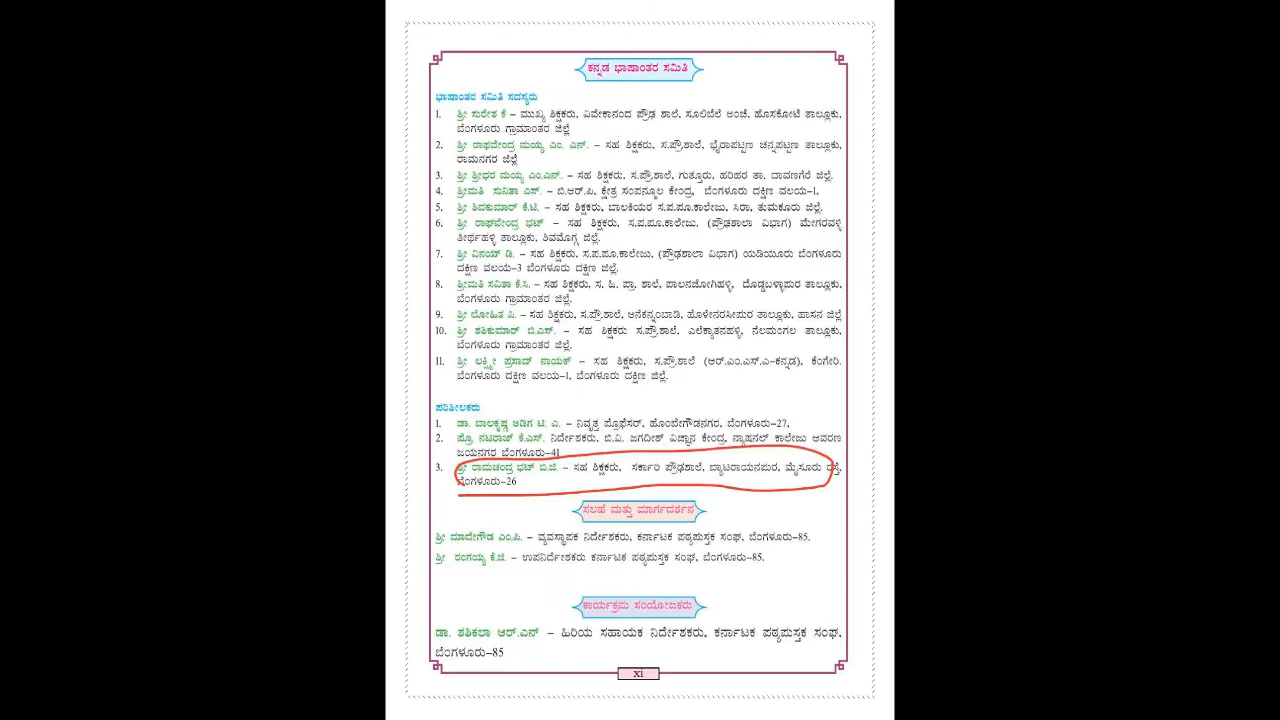 ಕನ್ನಡ ಭಾಷಾಂತರ ಸಮಿತಿ
ಭಾಷಾಂತರ ಸಮಿತಿ ಸದಸ್ಯರು
1. ಶ್ರೀ ಸುರೇಶ ಕೆ – ಮುಖ್ಯ ಶಿಕ್ಷಕರು, ವಿವೇಕಾನಂದ ಪ್ರೌಢ ಶಾಲೆ, ಸೂಲಿಬೆಲೆ ಅಂಚೆ, ಹೊಸಕೋಟೆ ತಾಲ್ಲೂಕು,
ಬೆಂಗಳೂರು ಗ್ರಾಮಾಂತರ ಜಿಲ್ಲೆ
2. ಶ್ರೀ ರಾಘವೇಂದ್ರ ಮಯ್ಯ ಎಂ. ಎನ್. – ಸಹ ಶಿಕ್ಷಕರು, ಸ.ಪ್ರೌ.ಶಾಲೆ, ಭೈರಾಪಟ್ಟಣ ಚನ್ನಪಟ್ಟಣ ತಾಲ್ಲೂಕು,
ರಾಮನಗರ ಜಿಲ್ಲೆ
3. ಶ್ರೀ ಶ್ರೀಧರ ಮಯ್ಯ ಎಂ.ಎನ್. – ಸಹ ಶಿಕ್ಷಕರು, ಸ.ಪ್ರೌ.ಶಾಲೆ, ಗುತ್ತೂರು, ಹರಿಹರ ತಾ. ದಾವಣಗೆರೆ ಜಿಲ್ಲೆ.
4. ಶ್ರೀಮತಿ ಸುನಿತಾ ಎಸ್. – ಬಿ.ಆರ್.ಪಿ, ಕ್ಷೇತ್ರ ಸಂಪನ್ಮೂಲ ಕೇಂದ್ರ, ಬೆಂಗಳೂರು ದಕ್ಷಿಣ ವಲಯ–1,
5. ಶ್ರೀ ಶಿವಕುಮಾರ್ ಕೆ.ಟಿ. – ಸಹ ಶಿಕ್ಷಕರು, ಬಾಲಕಿಯರ ಸ.ಪ.ಪೂ.ಕಾಲೇಜು, ಸಿರಾ, ತುಮಕೂರು ಜಿಲ್ಲೆ.
6. ಶ್ರೀ ರಾಘವೇಂದ್ರ ಭಟ್ – ಸಹ ಶಿಕ್ಷಕರು, ಸ.ಪ.ಪೂ.ಕಾಲೇಜು, (ಪ್ರೌಢಶಾಲಾ ವಿಭಾಗ) ಮೇಗರವಳ್ಳಿ
ತೀರ್ಥಹಳ್ಳಿ ತಾಲ್ಲೂಕು, ಶಿವಮೊಗ್ಗ ಜಿಲ್ಲೆ.
7. ಶ್ರೀ ವಿನಯ್ ಡಿ. – ಸಹ ಶಿಕ್ಷಕರು, ಸ.ಪ.ಪೂ.ಕಾಲೇಜು, (ಪ್ರೌಢಶಾಲಾ ವಿಭಾಗ) ಯಡಿಯೂರು ಬೆಂಗಳೂರು
ದಕ್ಷಿಣ ವಲಯ–3 ಬೆಂಗಳೂರು ದಕ್ಷಿಣ ಜಿಲ್ಲೆ.
8. ಶ್ರೀಮತಿ ಸವಿತಾ ಕೆ.ಸಿ. – ಸಹ ಶಿಕ್ಷಕರು, ಸ. ಹಿ. ಪ್ರಾ. ಶಾಲೆ, ಪಾಲನಜೋಗಿಹಳ್ಳಿ, ದೊಡ್ಡಬಳ್ಳಾಪುರ ತಾಲ್ಲೂಕು,
ಬೆಂಗಳೂರು ಗ್ರಾಮಾಂತರ ಜಿಲ್ಲೆ.
9. ಶ್ರೀ ಲೋಹಿತ ಪಿ. – ಸಹ ಶಿಕ್ಷಕರು, ಸ.ಪ್ರೌ.ಶಾಲೆ, ಆನೆಕನ್ನಂಬಾಡಿ, ಹೊಳೇನರಸೀಪುರ ತಾಲ್ಲೂಕು, ಹಾಸನ ಜಿಲ್ಲೆ
10. ಶ್ರೀ ಶಶಿಕುಮಾರ್ ಬಿ.ಎಸ್. – ಸಹ ಶಿಕ್ಷಕರು ಸ.ಪ್ರೌ.ಶಾಲೆ, ಎಲೆಕ್ಯಾತನಹಳ್ಳಿ, ನೆಲಮಂಗಲ ತಾಲ್ಲೂಕು,
ಬೆಂಗಳೂರು ಗ್ರಾಮಾಂತರ ಜಿಲ್ಲೆ.
11. ಶ್ರೀ ಲಕ್ಷ್ಮೀ ಪ್ರಸಾದ್ ನಾಯಕ್ – ಸಹ ಶಿಕ್ಷಕರು, ಸ.ಪ್ರೌ.ಶಾಲೆ (ಆರ್.ಎಂ.ಎಸ್.ಎ–ಕನ್ನಡ), ಕೆಂಗೇರಿ.
ಬೆಂಗಳೂರು ದಕ್ಷಿಣ ವಲಯ–1, ಬೆಂಗಳೂರು ದಕ್ಷಿಣ ಜಿಲ್ಲೆ.
ಪರಿಶೀಲಕರು
1. ಡಾ. ಬಾಲಕೃಷ್ಣ ಅಡಿಗ ಟಿ. ಎ. – ನಿವೃತ್ತ ಪ್ರೊಫೆಸರ್, ಹೊಂಬೇಗೌಡನಗರ, ಬೆಂಗಳೂರು–27,
2. ಪ್ರೊ. ನಟರಾಜ್ ಕೆ.ಎಸ್. ನಿರ್ದೇಶಕರು, ಬಿ.ವಿ. ಜಗದೀಶ್ ವಿಜ್ಞಾನ ಕೇಂದ್ರ, ನ್ಯಾಷನಲ್ ಕಾಲೇಜು ಆವರಣ
ಜಯನಗರ ಬೆಂಗಳೂರು–41
3. ಶ್ರೀ ರಾಮಚಂದ್ರ ಭಟ್ ಬಿ.ಜಿ. – ಸಹ ಶಿಕ್ಷಕರು, ಸರ್ಕಾರಿ ಪ್ರೌಢಶಾಲೆ, ಬ್ಯಾಟರಾಯನಪುರ, ಮೈಸೂರು ರಸ್ತೆ,
ಬೆಂಗಳೂರು–26
ಸಲಹೆ ಮತ್ತು ಮಾರ್ಗದರ್ಶನ
ಶ್ರೀ ಮಾದೇಗೌಡ ಎಂ.ಪಿ. – ವ್ಯವಸ್ಥಾಪಕ ನಿರ್ದೇಶಕರು, ಕರ್ನಾಟಕ ಪಠ್ಯಪುಸ್ತಕ ಸಂಘ, ಬೆಂಗಳೂರು–85.
ಶ್ರೀ ರಂಗಯ್ಯ ಕೆ.ಜಿ. – ಉಪನಿರ್ದೇಶಕರು ಕರ್ನಾಟಕ ಪಠ್ಯಪುಸ್ತಕ ಸಂಘ, ಬೆಂಗಳೂರು–85.
ಕಾರ್ಯಕ್ರಮ ಸಂಯೋಜಕರು
ಡಾ. ಶಶಿಕಲಾ ಆರ್.ಎನ್ – ಹಿರಿಯ ಸಹಾಯಕ ನಿರ್ದೇಶಕರು, ಕರ್ನಾಟಕ ಪಠ್ಯಪುಸ್ತಕ ಸಂಘ,
ಬೆಂಗಳೂರು–85
xi